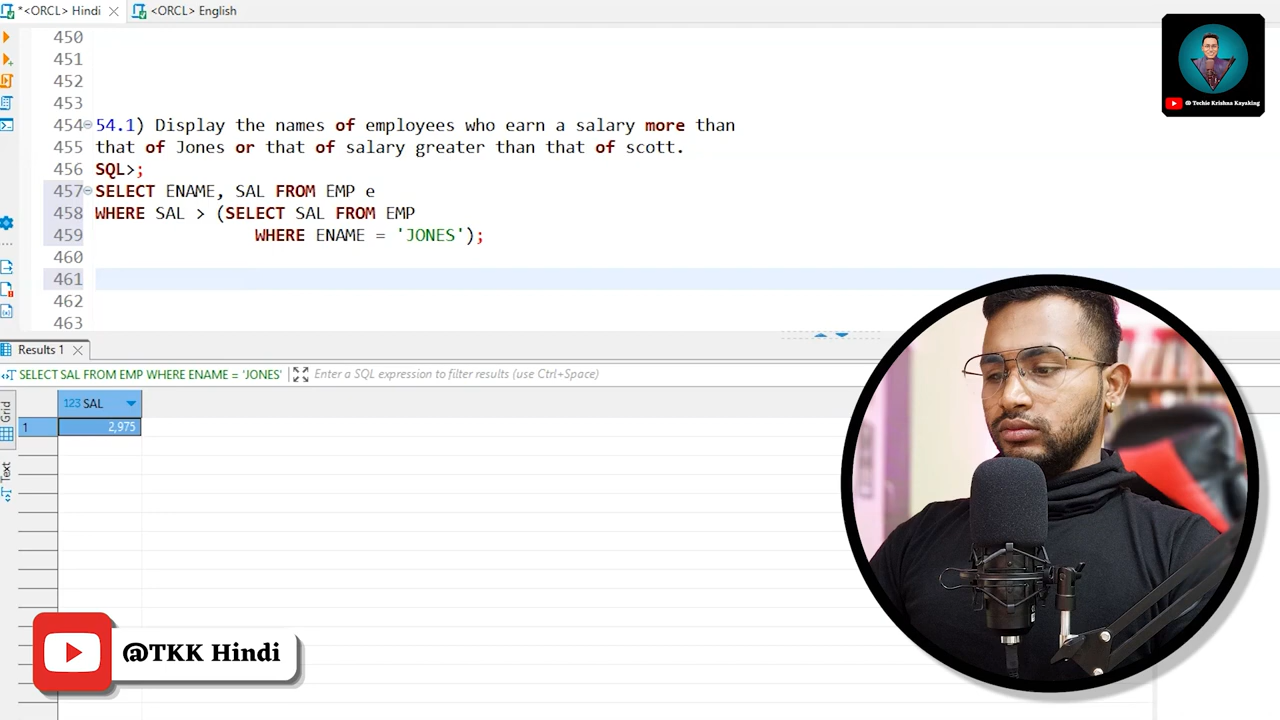 *<ORCL> Hindi
<ORCL> English
450
451
452
453
454 54.1) Display the names of employees who earn a salary more than
455 that of Jones or that of salary greater than that of scott.
456 SQL>;
457 SELECT ENAME, SAL FROM EMP e
458 WHERE SAL > (SELECT SAL FROM EMP
459 WHERE ENAME = 'JONES');
460
461
462
463
@ Techie Krishna Kayaking
Results 1
SELECT SAL FROM EMP WHERE ENAME = 'JONES'
Enter a SQL expression to filter results (use Ctrl+Space)
Grid
Text
123 SAL
1 2,975
@TKK Hindi